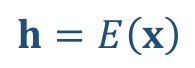 h = E(x)